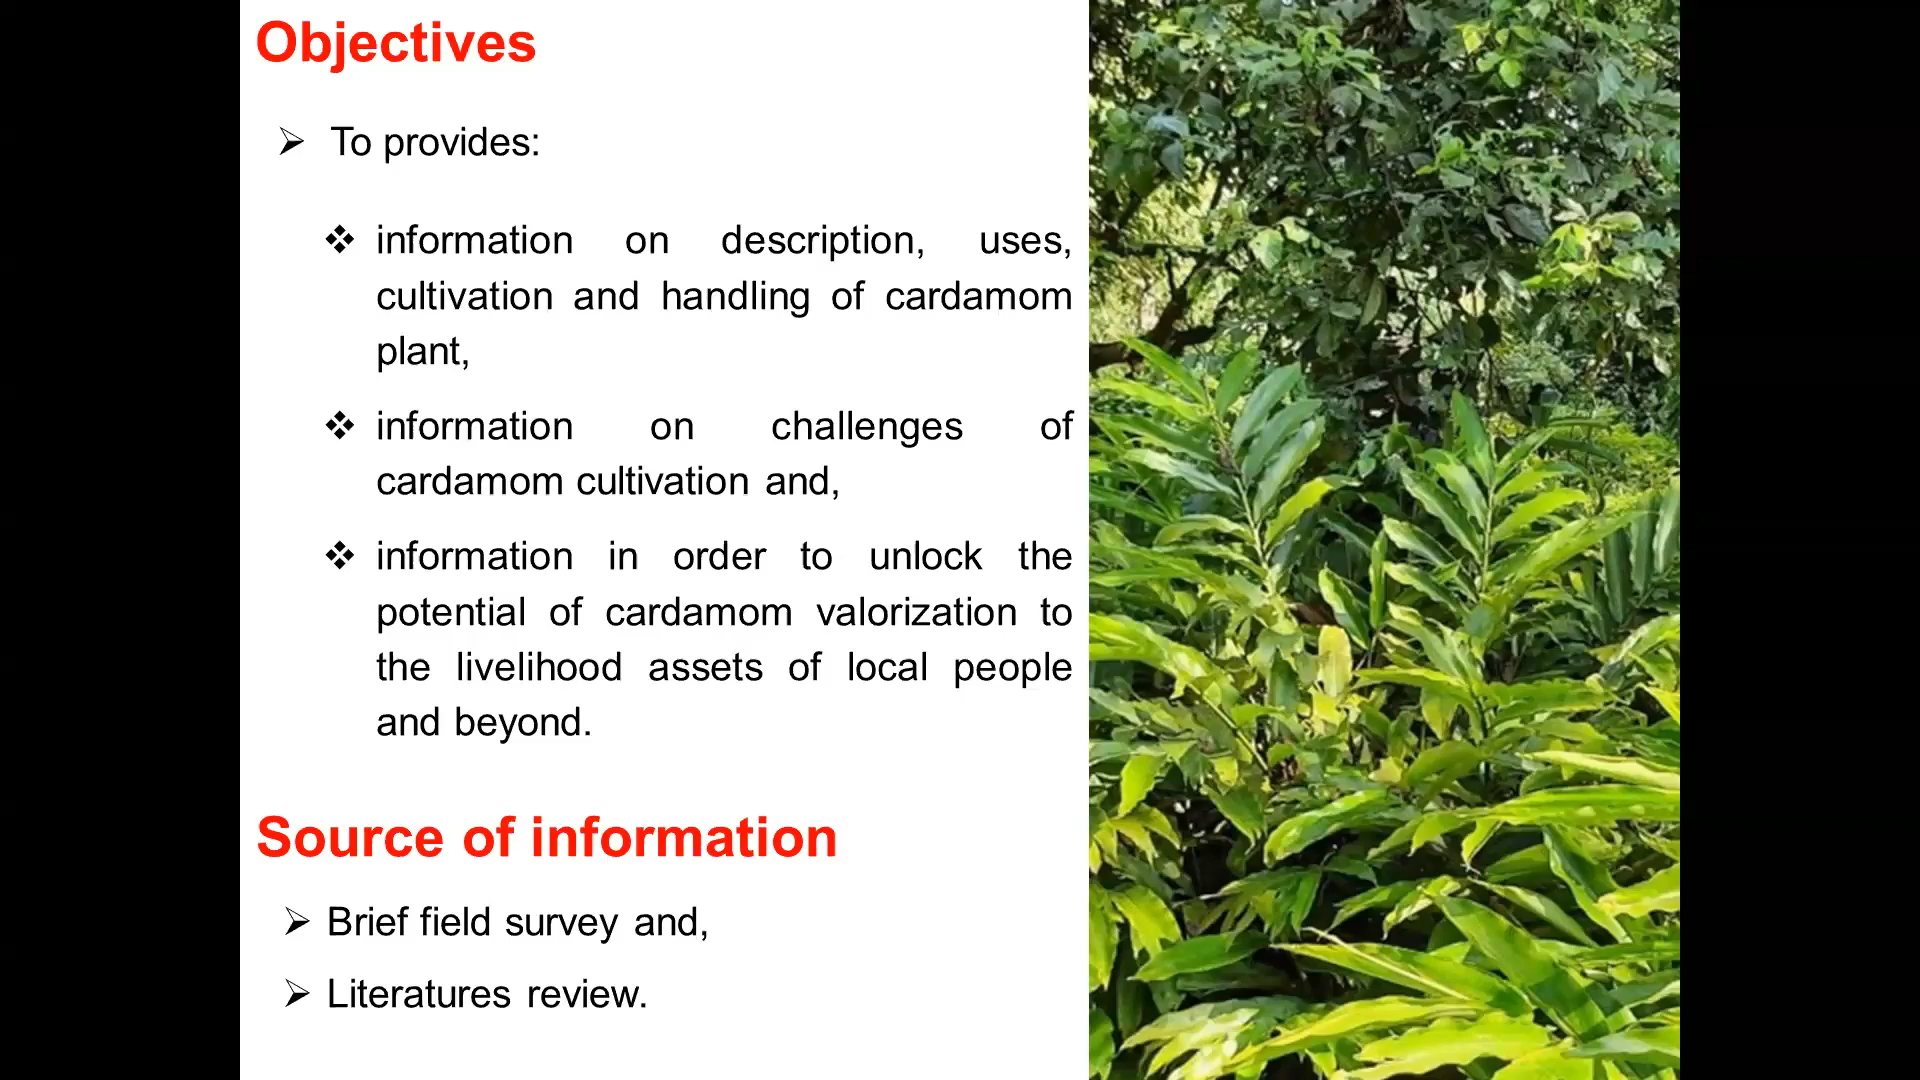 Objectives
To provides:
information on description, uses,
cultivation and handling of cardamom
plant,
information on challenges of
cardamom cultivation and,
information in order to unlock the
potential of cardamom valorization to
the livelihood assets of local people
and beyond.
Source of information
Brief field survey and,
Literatures review.